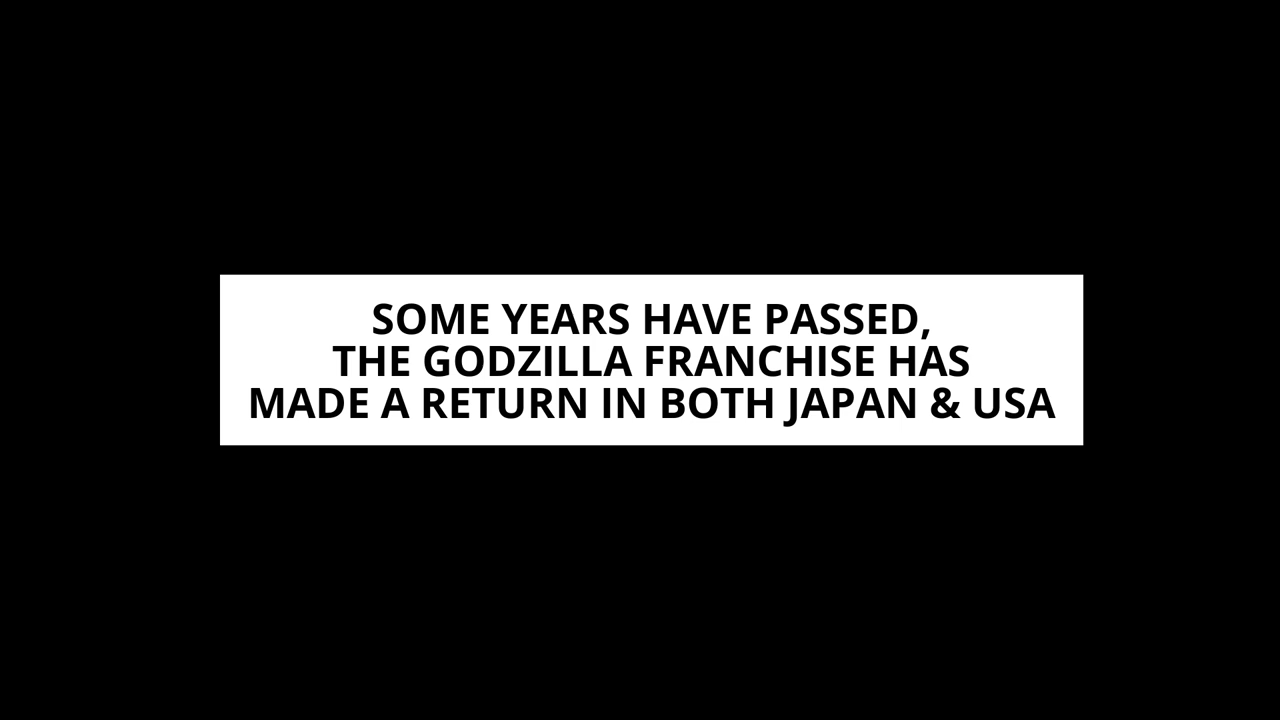 SOME YEARS HAVE PASSED,
THE GODZILLA FRANCHISE HAS
MADE A RETURN IN BOTH JAPAN & USA